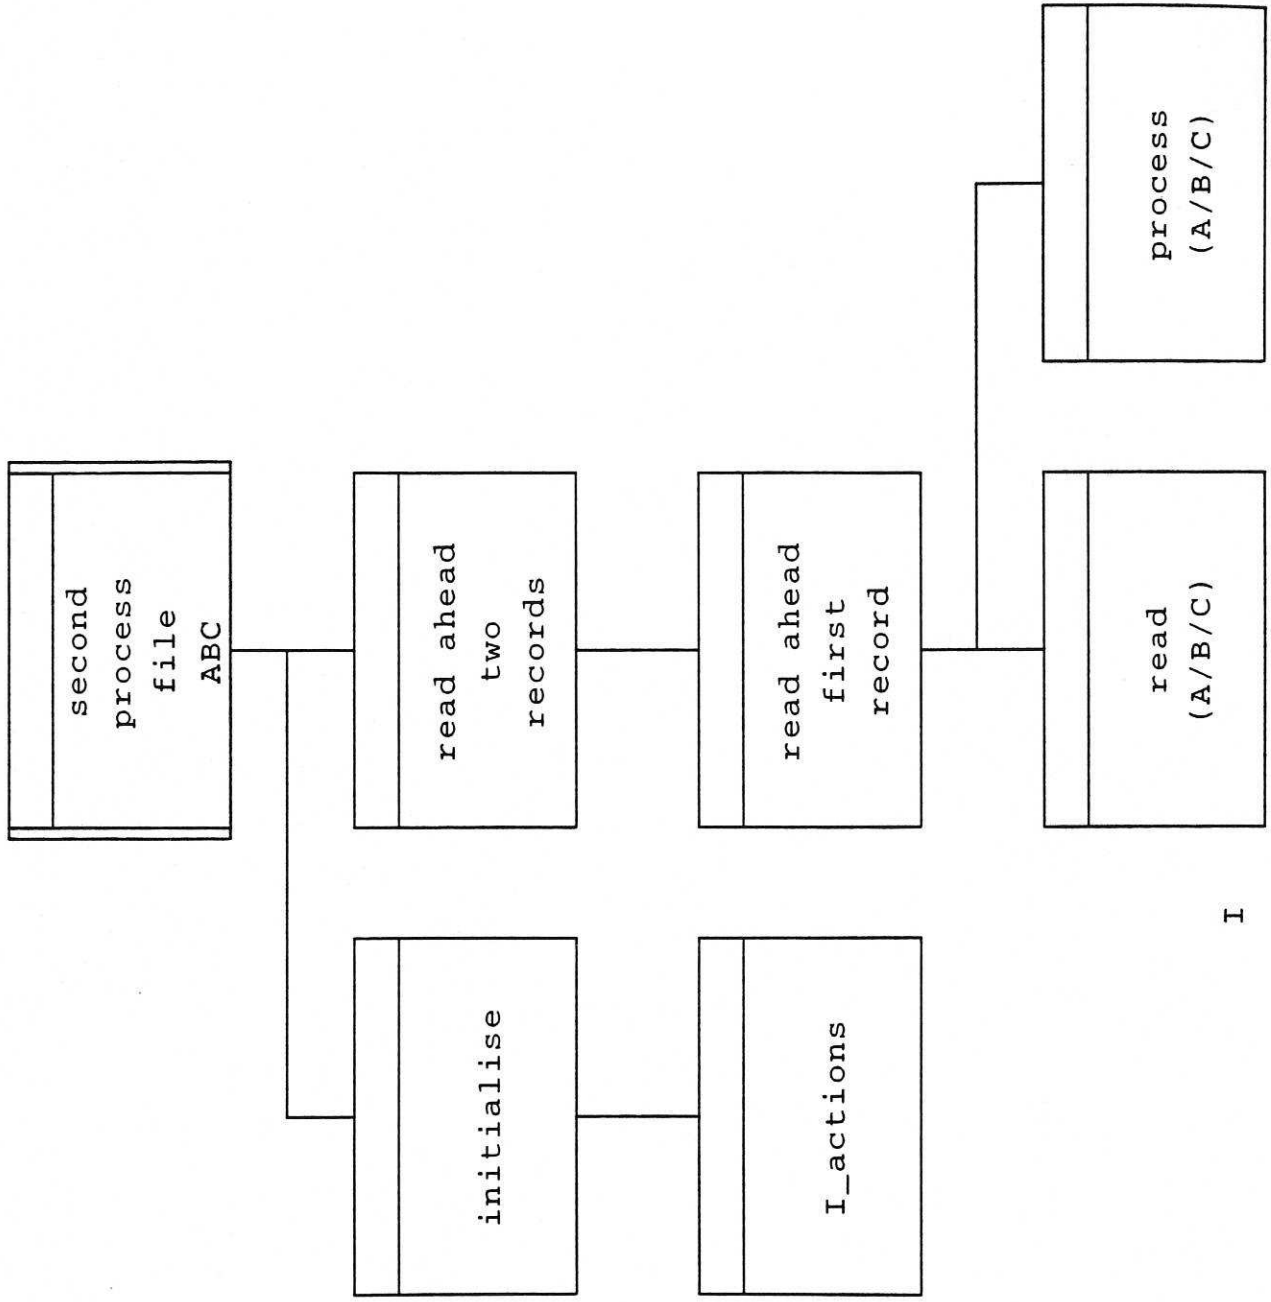 second
process
file
ABC
initialise
read ahead
two
records
I_actions
read ahead
first
record
read
(A/B/C)
process
(A/B/C)
I